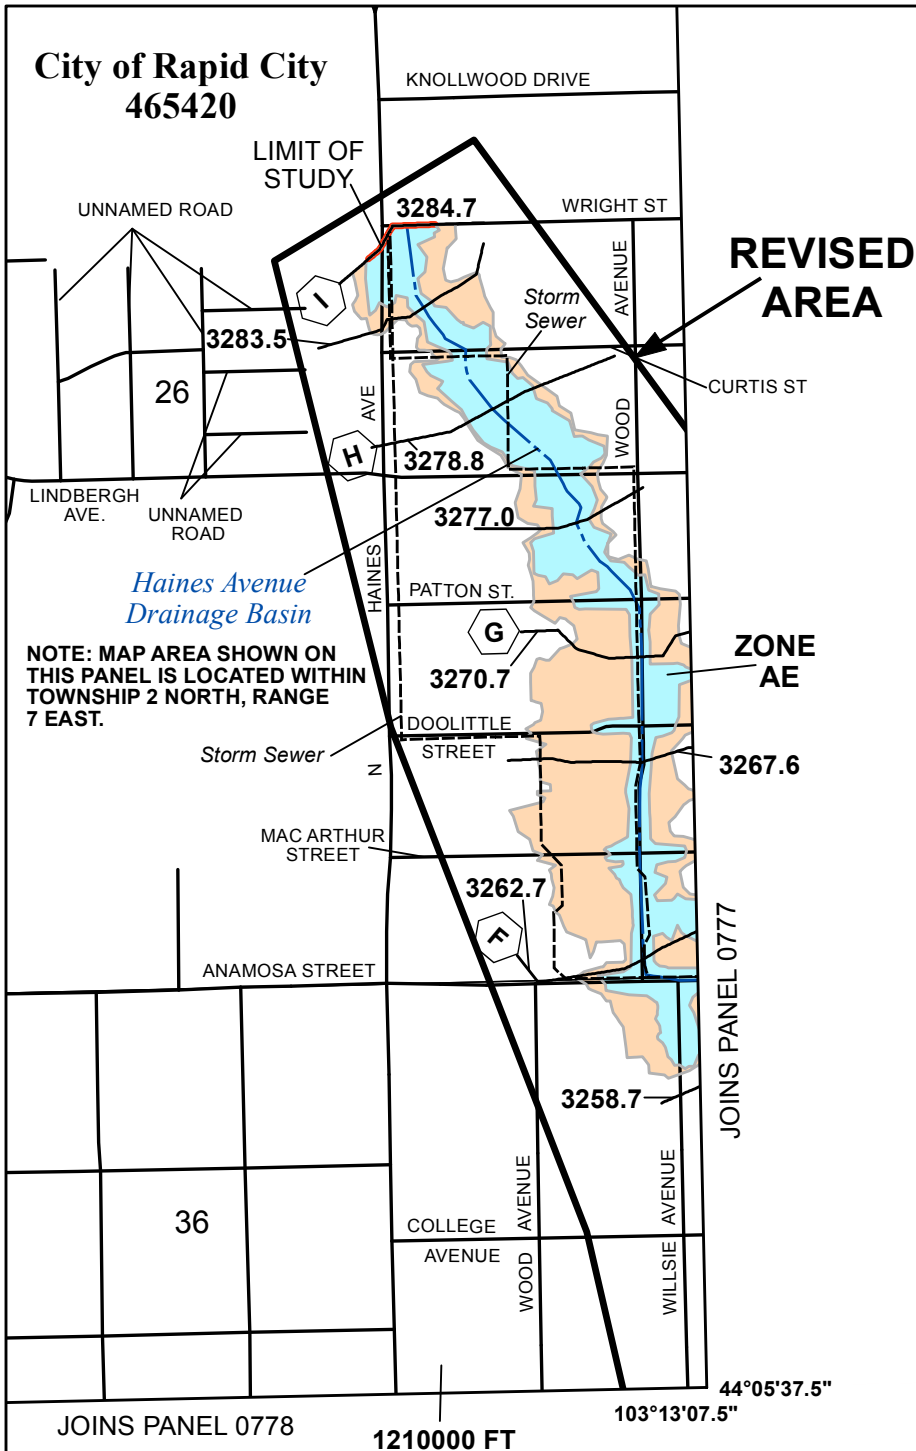 City of Rapid City
465420
KNOLLWOOD DRIVE
LIMIT OF
STUDY
UNNAMED ROAD
3284.7
WRIGHT ST
AVENUE
REVISED
AREA
I
Storm
Sewer
3283.5
26
AVE
CURTIS ST
WOOD
H
3278.8
LINDBERGH
AVE.
UNNAMED
ROAD
3277.0
HAINES
Haines Avenue
Drainage Basin
PATTON ST.
G
NOTE: MAP AREA SHOWN ON
THIS PANEL IS LOCATED WITHIN
TOWNSHIP 2 NORTH, RANGE
7 EAST.
ZONE
AE
3270.7
DOOLITTLE
STREET
Storm Sewer
N
3267.6
MAC ARTHUR
STREET
3262.7
F
ANAMOSA STREET
JOINS PANEL 0777
3258.7
AVENUE
AVENUE
36
COLLEGE
AVENUE
WOOD
WILLSIE
44°05'37.5"
103°13'07.5"
JOINS PANEL 0778
1210000 FT